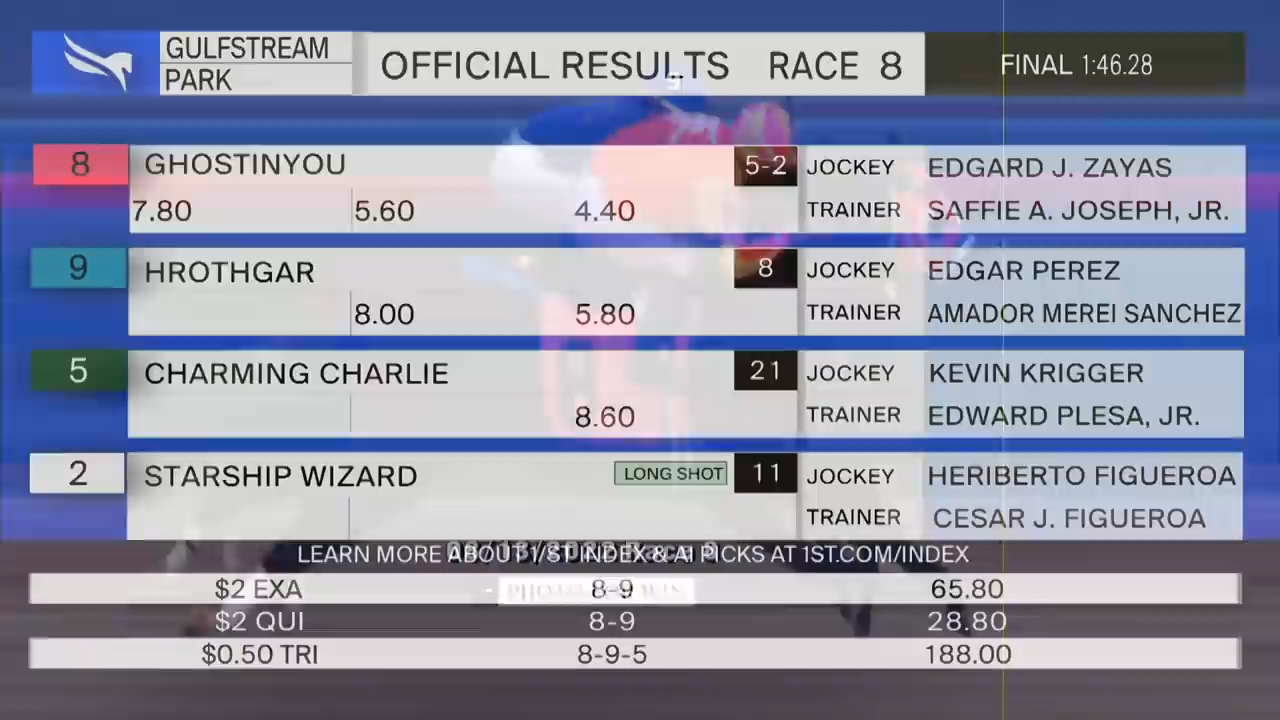 GULFSTREAM PARK
OFFICIAL RESULTS RACE 8
FINAL 1:46.28
8 GHOSTINYOU 5-2 JOCKEY EDGARD J. ZAYAS
7.80 5.60 4.40 TRAINER SAFFIE A. JOSEPH, JR.
9 HROTHGAR 8 JOCKEY EDGAR PEREZ
8.00 5.80 TRAINER AMADOR MEREI SANCHEZ
5 CHARMING CHARLIE 21 JOCKEY KEVIN KRIGGER
8.60 TRAINER EDWARD PLESA, JR.
2 STARSHIP WIZARD LONG SHOT 11 JOCKEY HERIBERTO FIGUEROA
TRAINER CESAR J. FIGUEROA
LEARN MORE ABOUT 1/ST INDEX & AI PICKS AT 1ST.COM/INDEX
$2 EXA 8-9 65.80
$2 QUI 8-9 28.80
$0.50 TRI 8-9-5 188.00